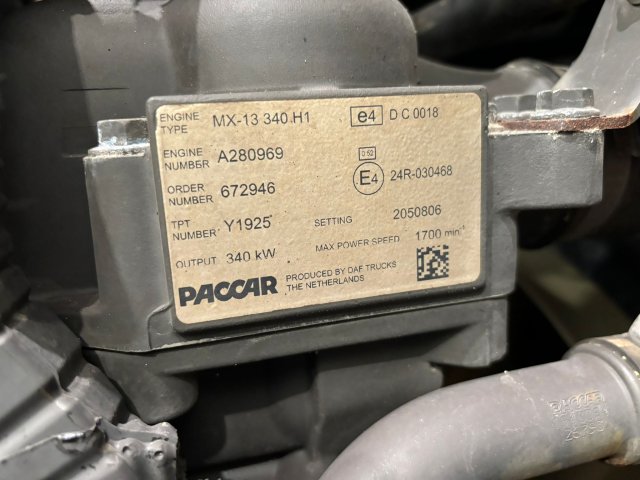 ENGINE TYPE MX-13 340 H1 e4 D C 0018
ENGINE NUMBER A280969
ORDER NUMBER 672946 E4 24R-030468
TPT NUMBER Y1925 SETTING 2050806
OUTPUT 340 kW MAX POWER SPEED 1700 min⁻¹
PACCAR PRODUCED BY DAF TRUCKS
THE NETHERLANDS